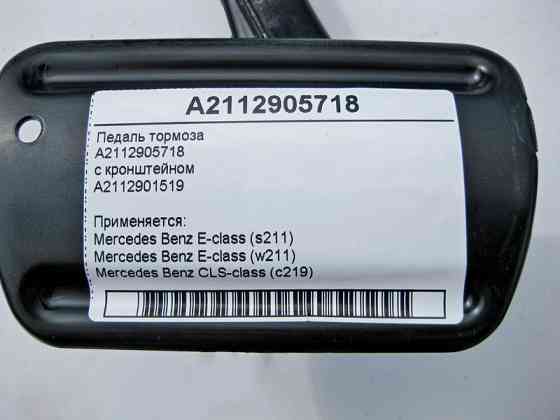 A2112905718
Педаль тормоза
A2112905718
с кронштейном
A2112901519
Применяется:
Mercedes Benz E-class (s211)
Mercedes Benz E-class (w211)
Mercedes Benz CLS-class (c219)